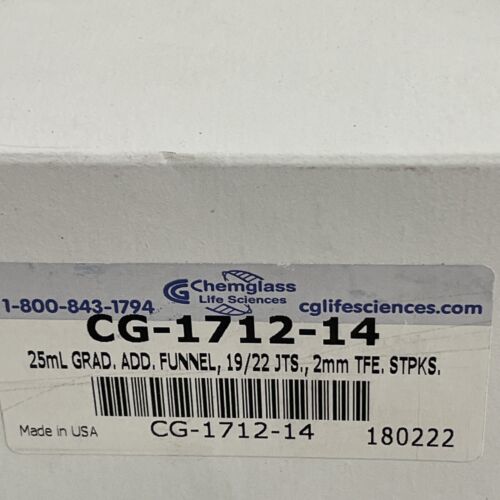 1-800-843-1794 CG Chemglass Life Sciences cglifesciences.com
CG-1712-14
25mL GRAD. ADD. FUNNEL, 19/22 JTS., 2mm TFE. STPKS.
Made in USA CG-1712-14 180222